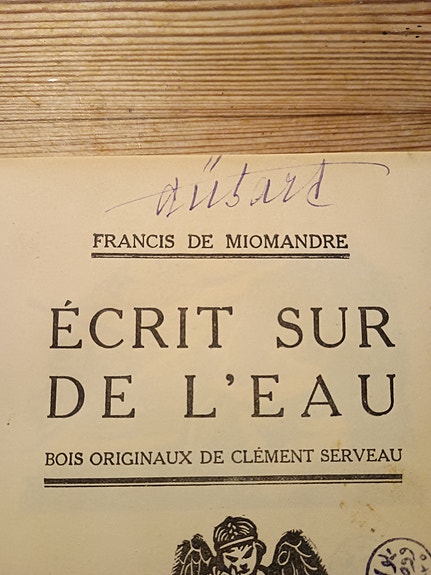 FRANCIS DE MIOMANDRE
ÉCRIT SUR
DE L'EAU
BOIS ORIGINAUX DE CLÉMENT SERVEAU